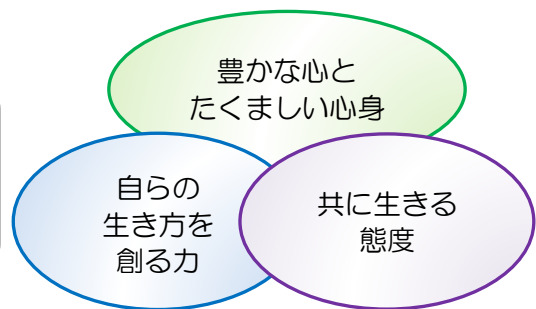 豊かな心と
たくましい心身
自らの
生き方を
創る力
共に生きる
態度